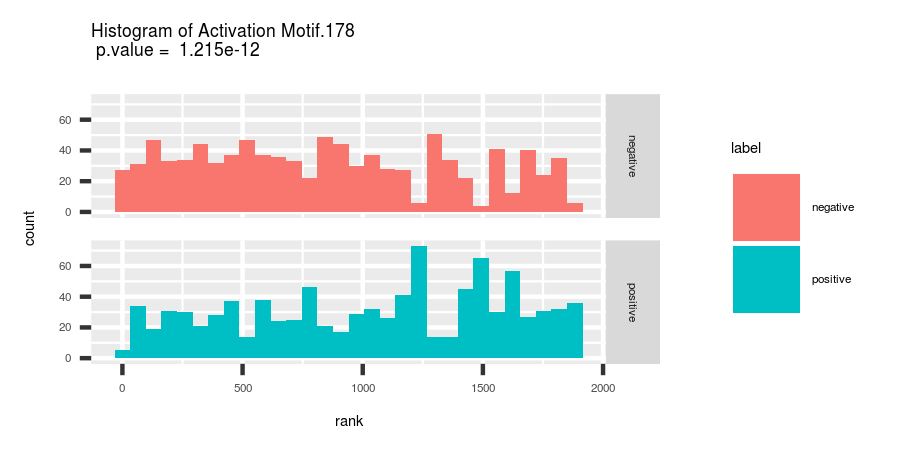 Histogram of Activation Motif.178
p.value = 1.215e-12
count
60
40
20
0
negative
60
40
20
0
positive
0
500
1000
1500
2000
rank
label
negative
positive